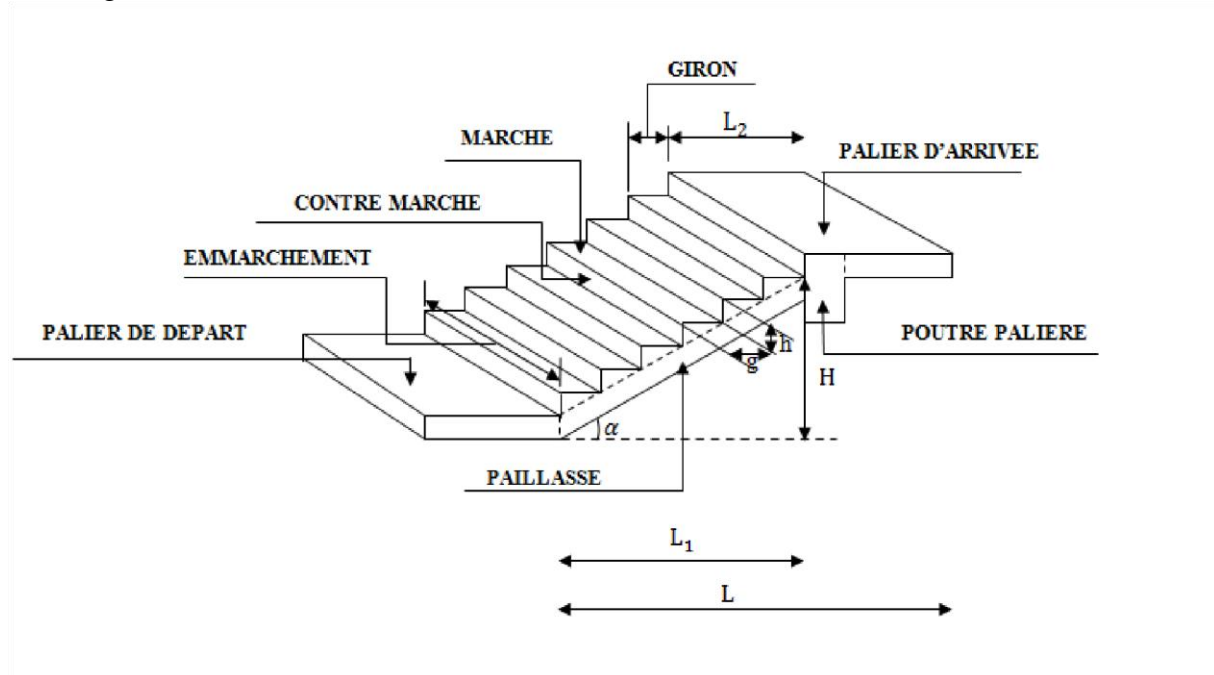 GIRON
L₂
MARCHE
PALIER D'ARRIVEE
CONTRE MARCHE
EMMARCHEMENT
PALIER DE DEPART
POUTRE PALIERE
h
g
H
α
PAILLASSE
L₁
L